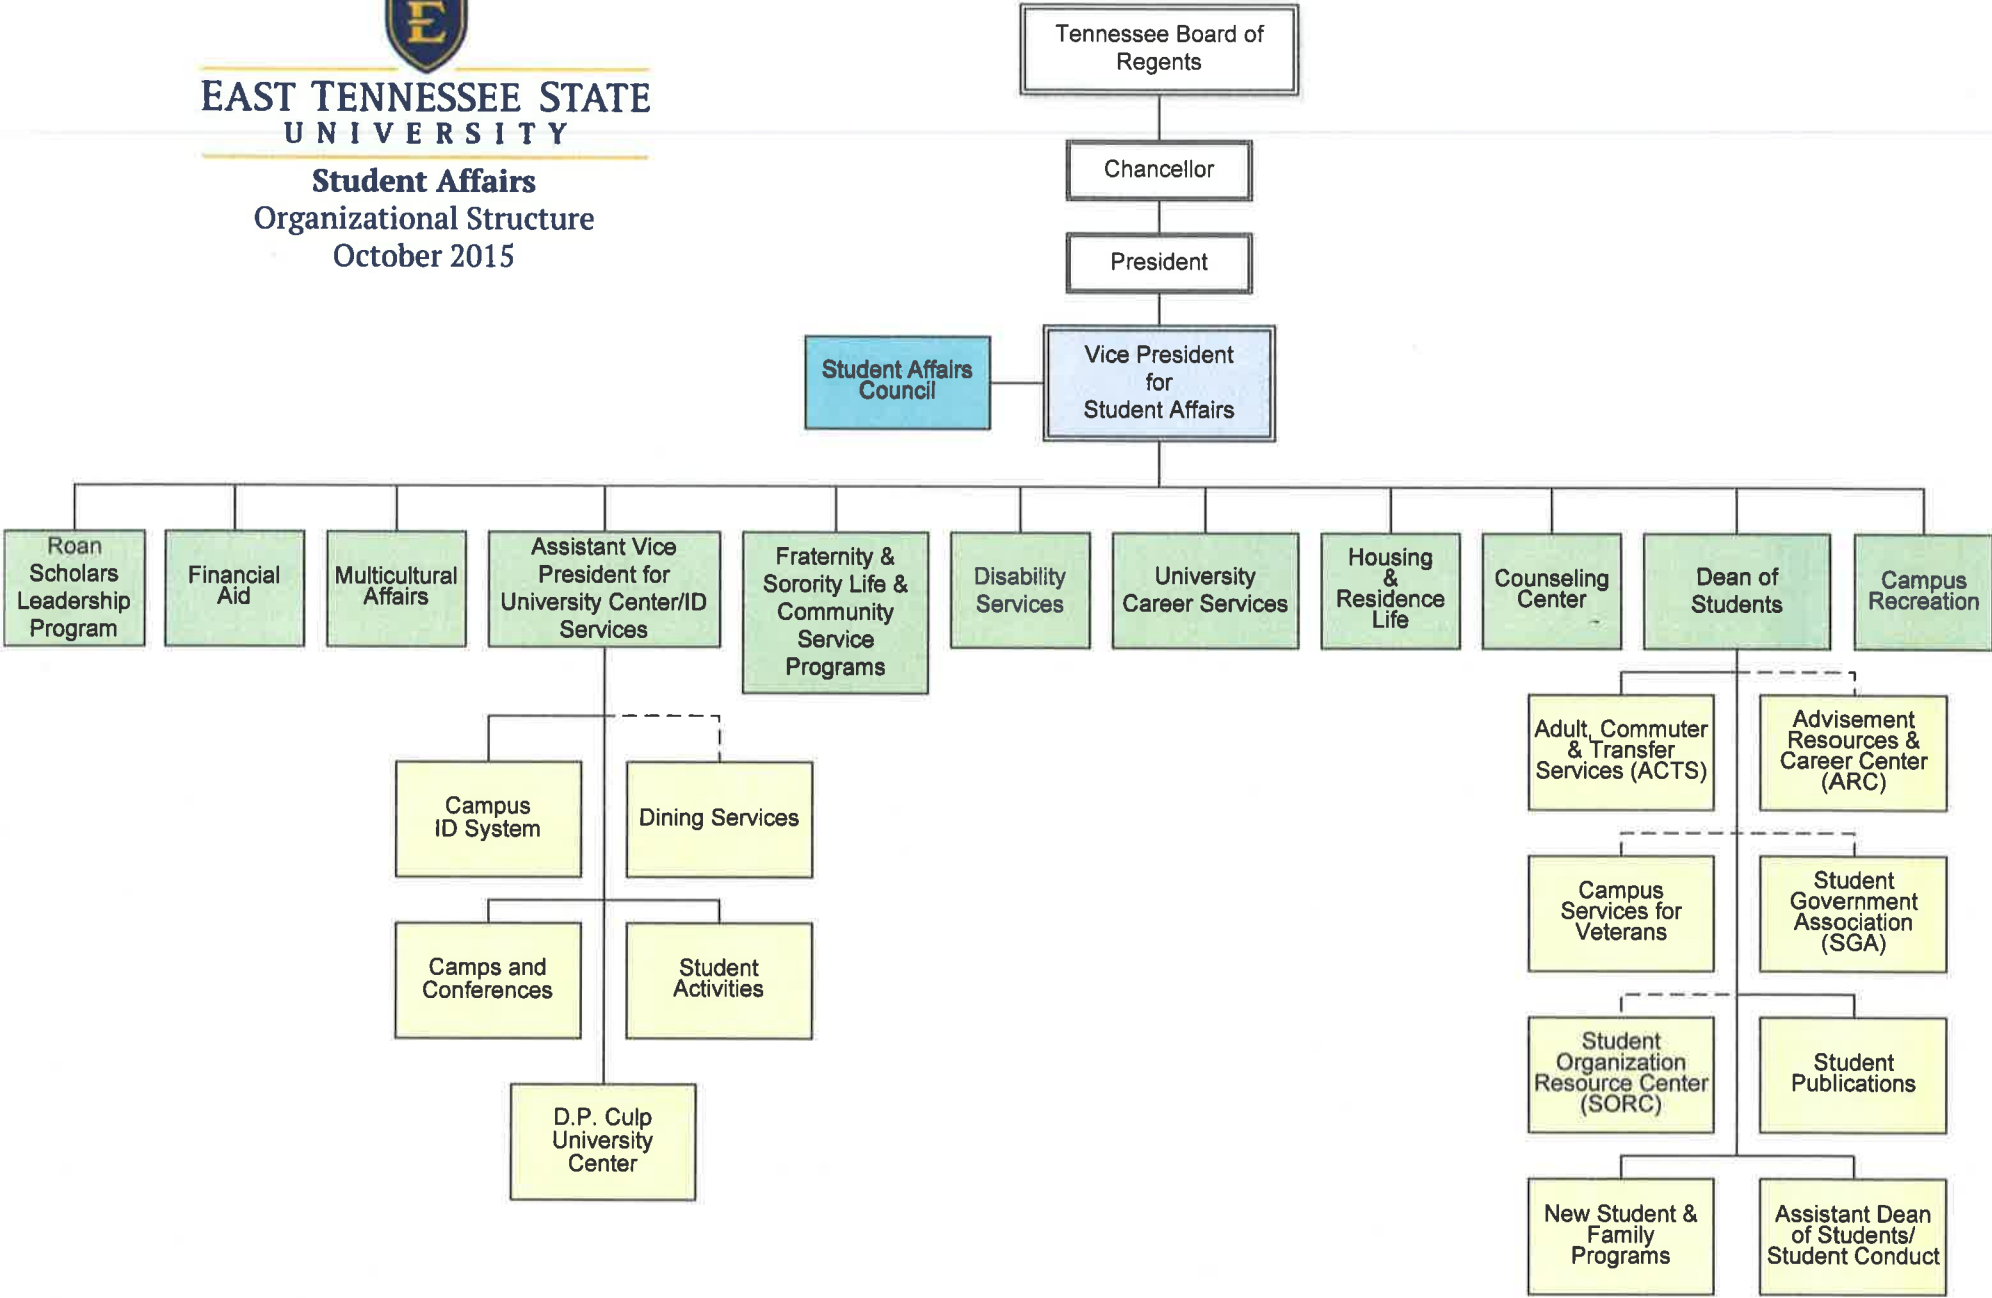 E
EAST TENNESSEE STATE
UNIVERSITY
Student Affairs
Organizational Structure
October 2015
Tennessee Board of
Regents
Chancellor
President
Student Affairs
Council
Vice President
for
Student Affairs
Roan
Scholars
Leadership
Program
Financial
Aid
Multicultural
Affairs
Assistant Vice
President for
University Center/ID
Services
Fraternity &
Sorority Life &
Community
Service
Programs
Disability
Services
University
Career Services
Housing
&
Residence
Life
Counseling
Center
Dean of
Students
Campus
Recreation
Campus
ID System
Dining Services
Camps and
Conferences
Student
Activities
D.P. Culp
University
Center
Adult, Commuter
& Transfer
Services (ACTS)
Advisement
Resources &
Career Center
(ARC)
Campus
Services for
Veterans
Student
Government
Association
(SGA)
Student
Organization
Resource Center
(SORC)
Student
Publications
New Student &
Family
Programs
Assistant Dean
of Students/
Student Conduct